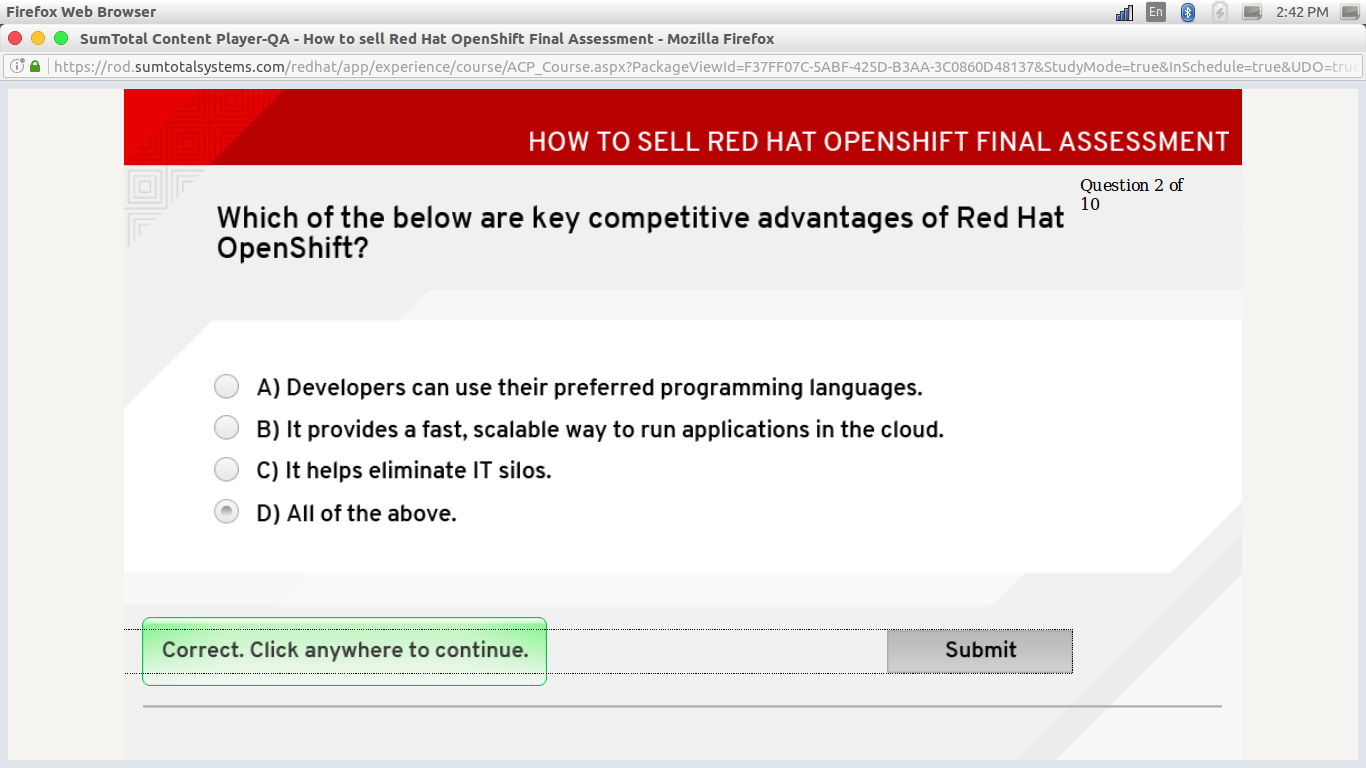 Firefox Web Browser
En
2:42 PM
SumTotal Content Player-QA - How to sell Red Hat OpenShift Final Assessment - Mozilla Firefox
https://rod.sumtotalsystems.com/redhat/app/experience/course/ACP_Course.aspx?PackageViewId=F37FF07C-5ABF-425D-B3AA-3C0860D48137&StudyMode=true&InSchedule=true&UDO=true
HOW TO SELL RED HAT OPENSHIFT FINAL ASSESSMENT
Question 2 of
10
Which of the below are key competitive advantages of Red Hat
OpenShift?
A) Developers can use their preferred programming languages.
B) It provides a fast, scalable way to run applications in the cloud.
C) It helps eliminate IT silos.
D) All of the above.
Correct. Click anywhere to continue.
Submit